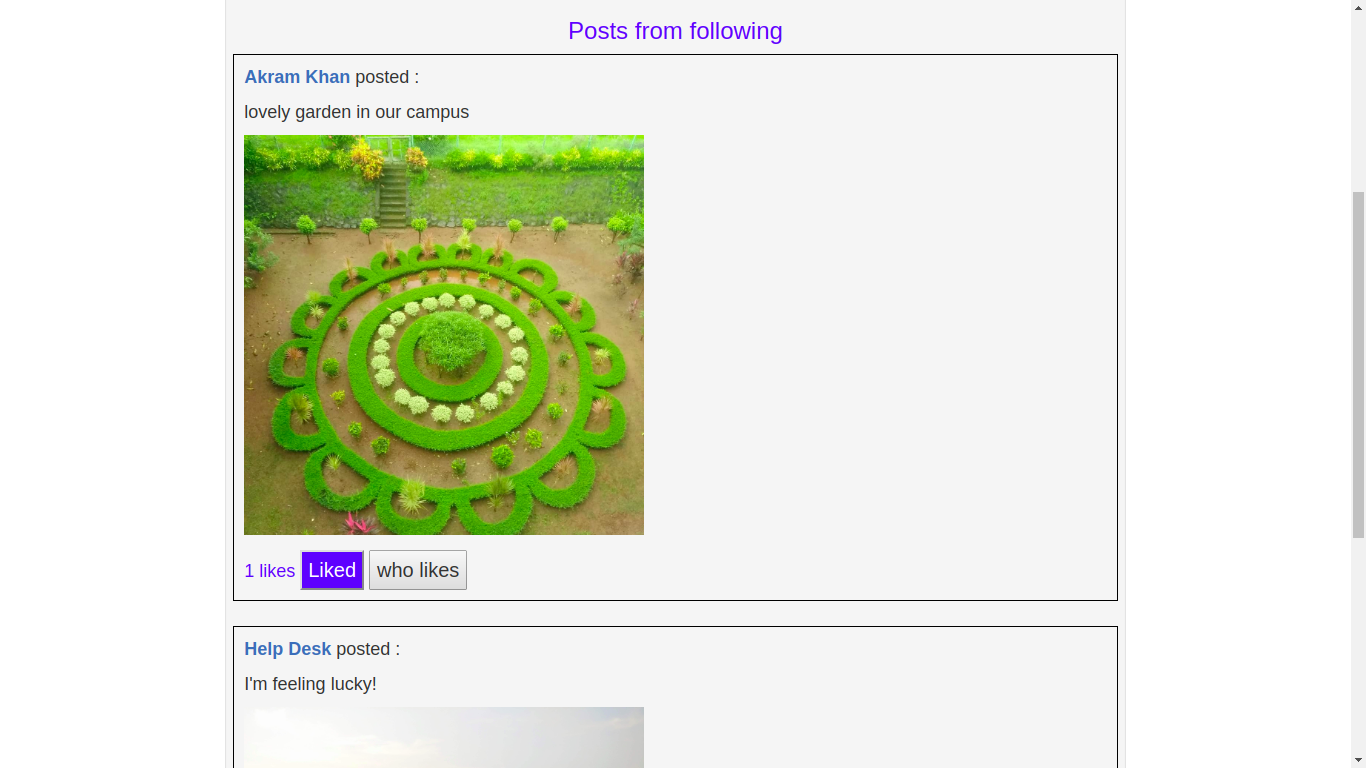 Posts from following
Akram Khan posted :
lovely garden in our campus
1 likes Liked who likes
Help Desk posted :
I'm feeling lucky!